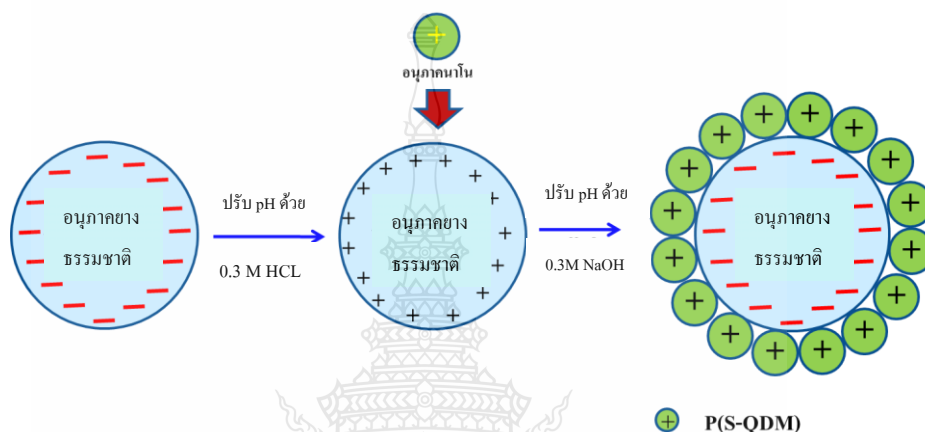 +
อนุภาคนาโน
อนุภาคยาง
ธรรมชาติ
ปรับ pH ด้วย
0.3 M HCL
อนุภาคยาง
ธรรมชาติ
ปรับ pH ด้วย
0.3M NaOH
อนุภาคยาง
ธรรมชาติ
+ P(S-QDM)